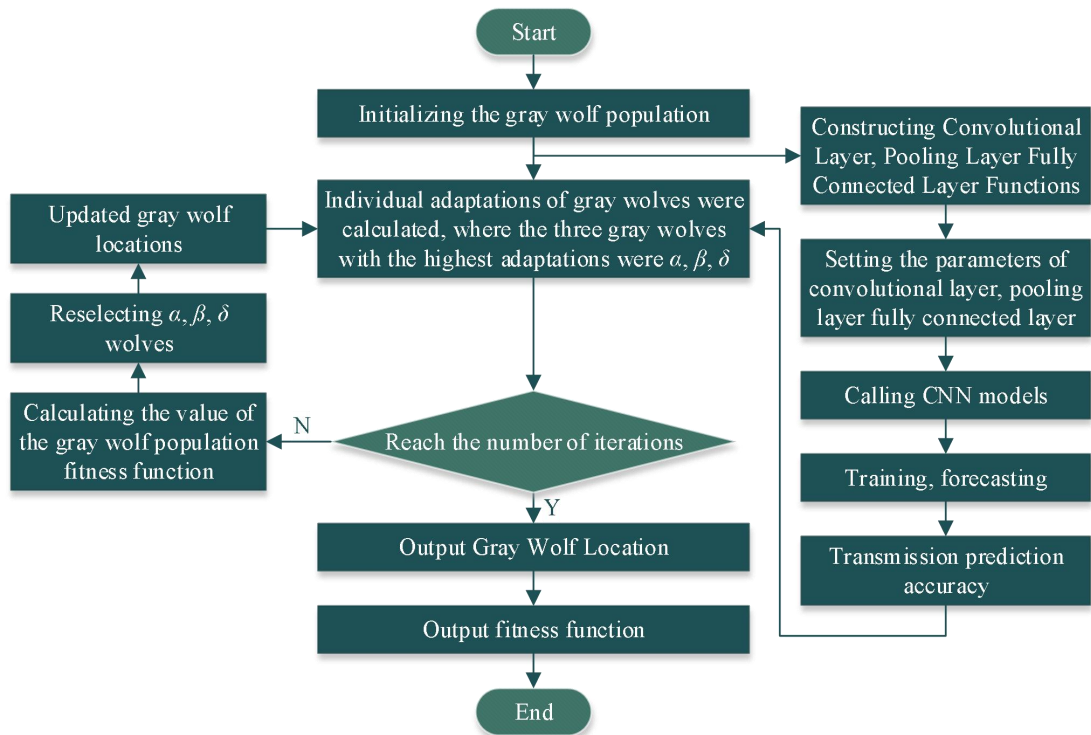 Start
Initializing the gray wolf population
Individual adaptations of gray wolves were
calculated, where the three gray wolves
with the highest adaptations were α, β, δ
Reach the number of iterations
N
Y
Output Gray Wolf Location
Output fitness function
End
Updated gray wolf
locations
Reselecting α, β, δ
wolves
Calculating the value of
the gray wolf population
fitness function
Constructing Convolutional
Layer, Pooling Layer Fully
Connected Layer Functions
Setting the parameters of
convolutional layer, pooling
layer fully connected layer
Calling CNN models
Training, forecasting
Transmission prediction
accuracy